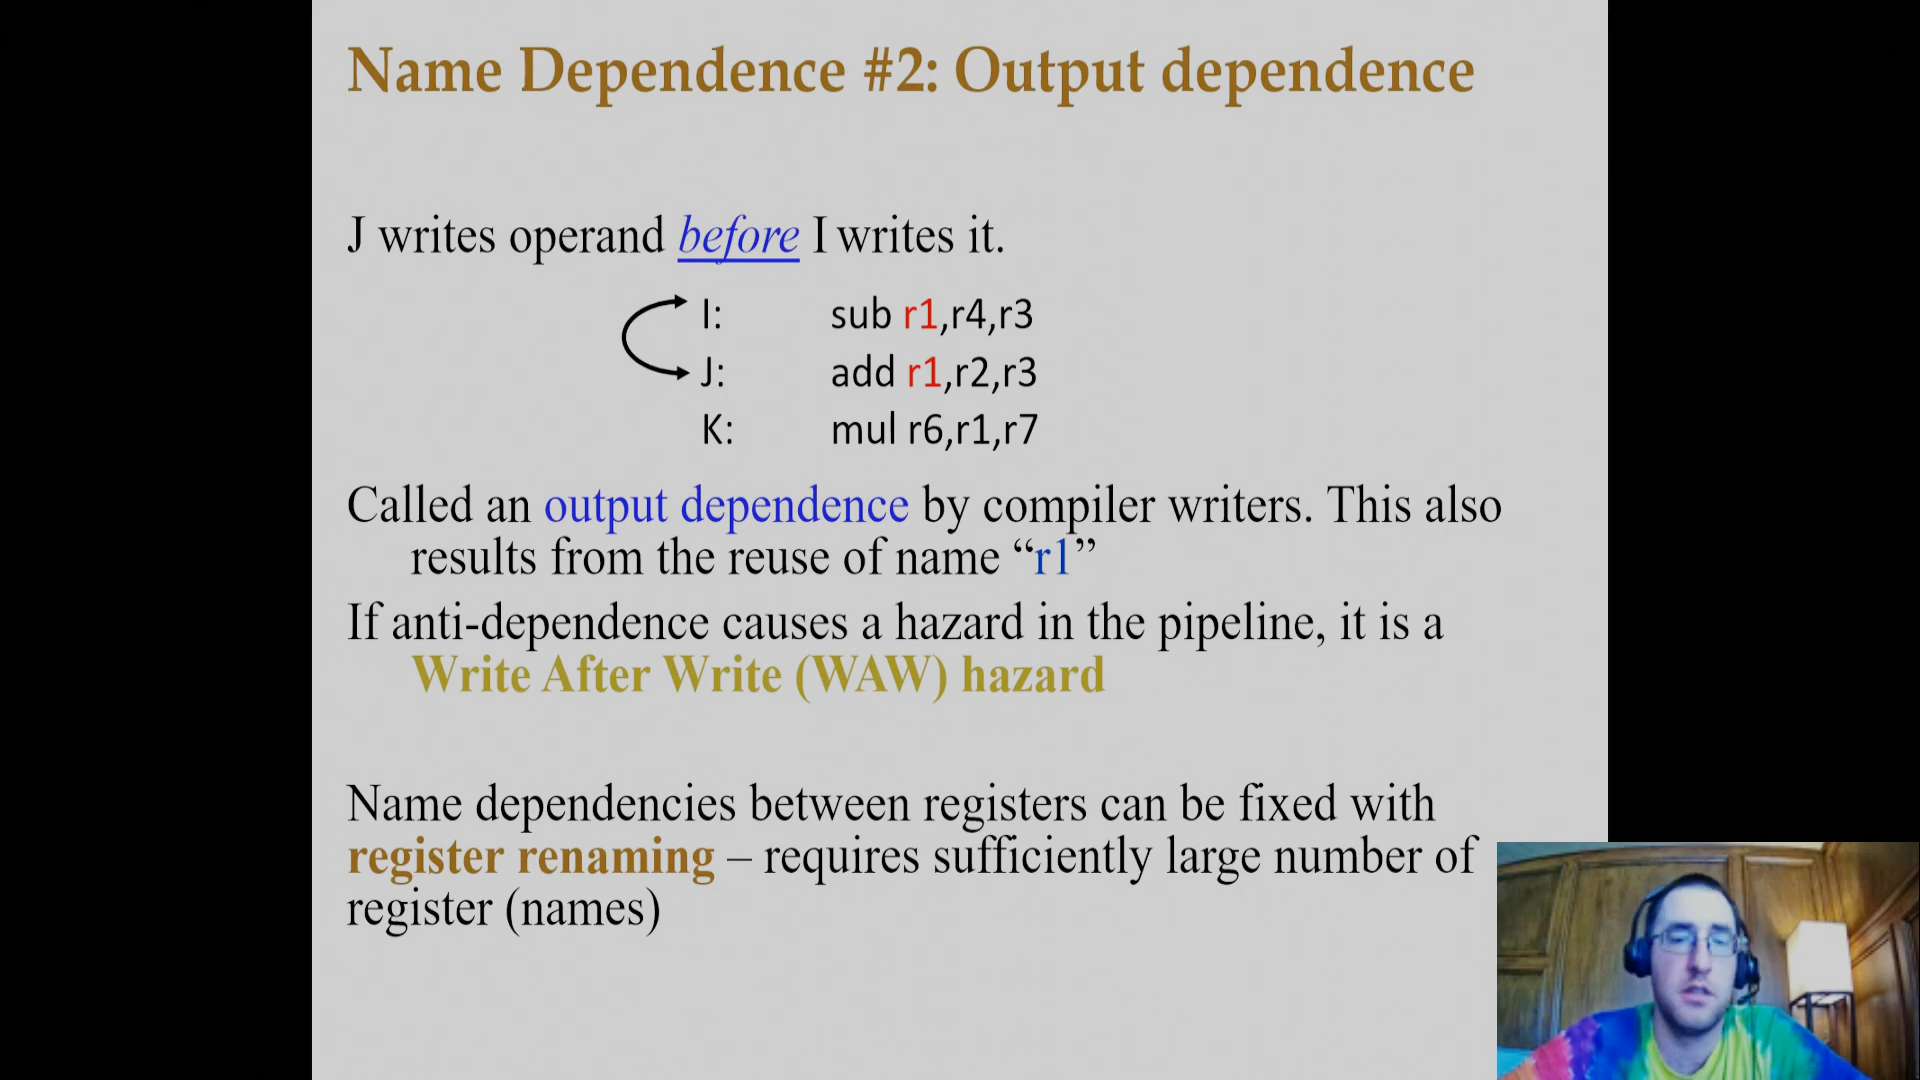 Name Dependence #2: Output dependence
J writes operand before I writes it.
I: sub r1,r4,r3
J: add r1,r2,r3
K: mul r6,r1,r7
Called an output dependence by compiler writers. This also
results from the reuse of name “r1”
If anti-dependence causes a hazard in the pipeline, it is a
Write After Write (WAW) hazard
Name dependencies between registers can be fixed with
register renaming – requires sufficiently large number of
register (names)